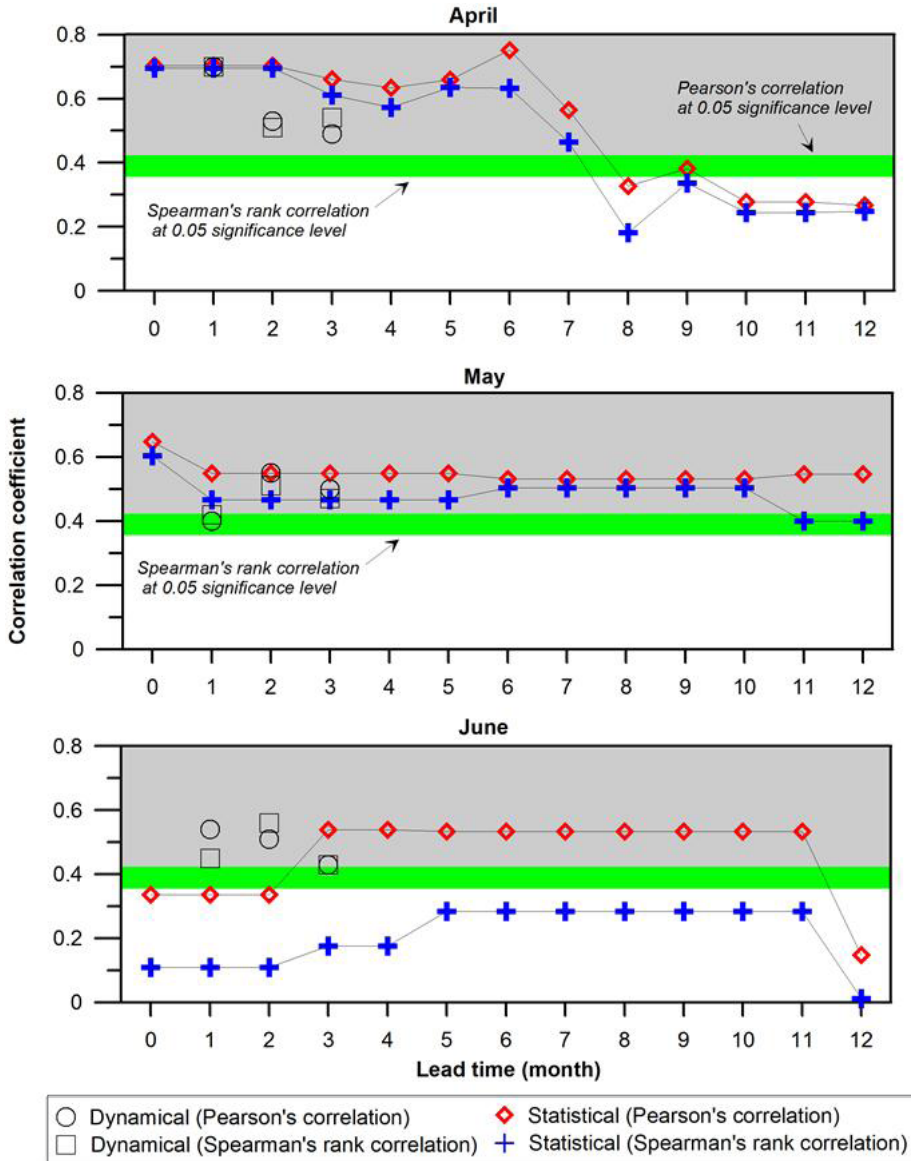 April
0.8
0.6
0.4
0.2
0
Pearson's correlation
at 0.05 significance level
Spearman's rank correlation
at 0.05 significance level
0 1 2 3 4 5 6 7 8 9 10 11 12
May
0.8
0.6
0.4
0.2
0
Spearman's rank correlation
at 0.05 significance level
0 1 2 3 4 5 6 7 8 9 10 11 12
Correlation coefficient
June
0.8
0.6
0.4
0.2
0
0 1 2 3 4 5 6 7 8 9 10 11 12
Lead time (month)
Dynamical (Pearson's correlation)
Statistical (Pearson's correlation)
Dynamical (Spearman's rank correlation)
Statistical (Spearman's rank correlation)